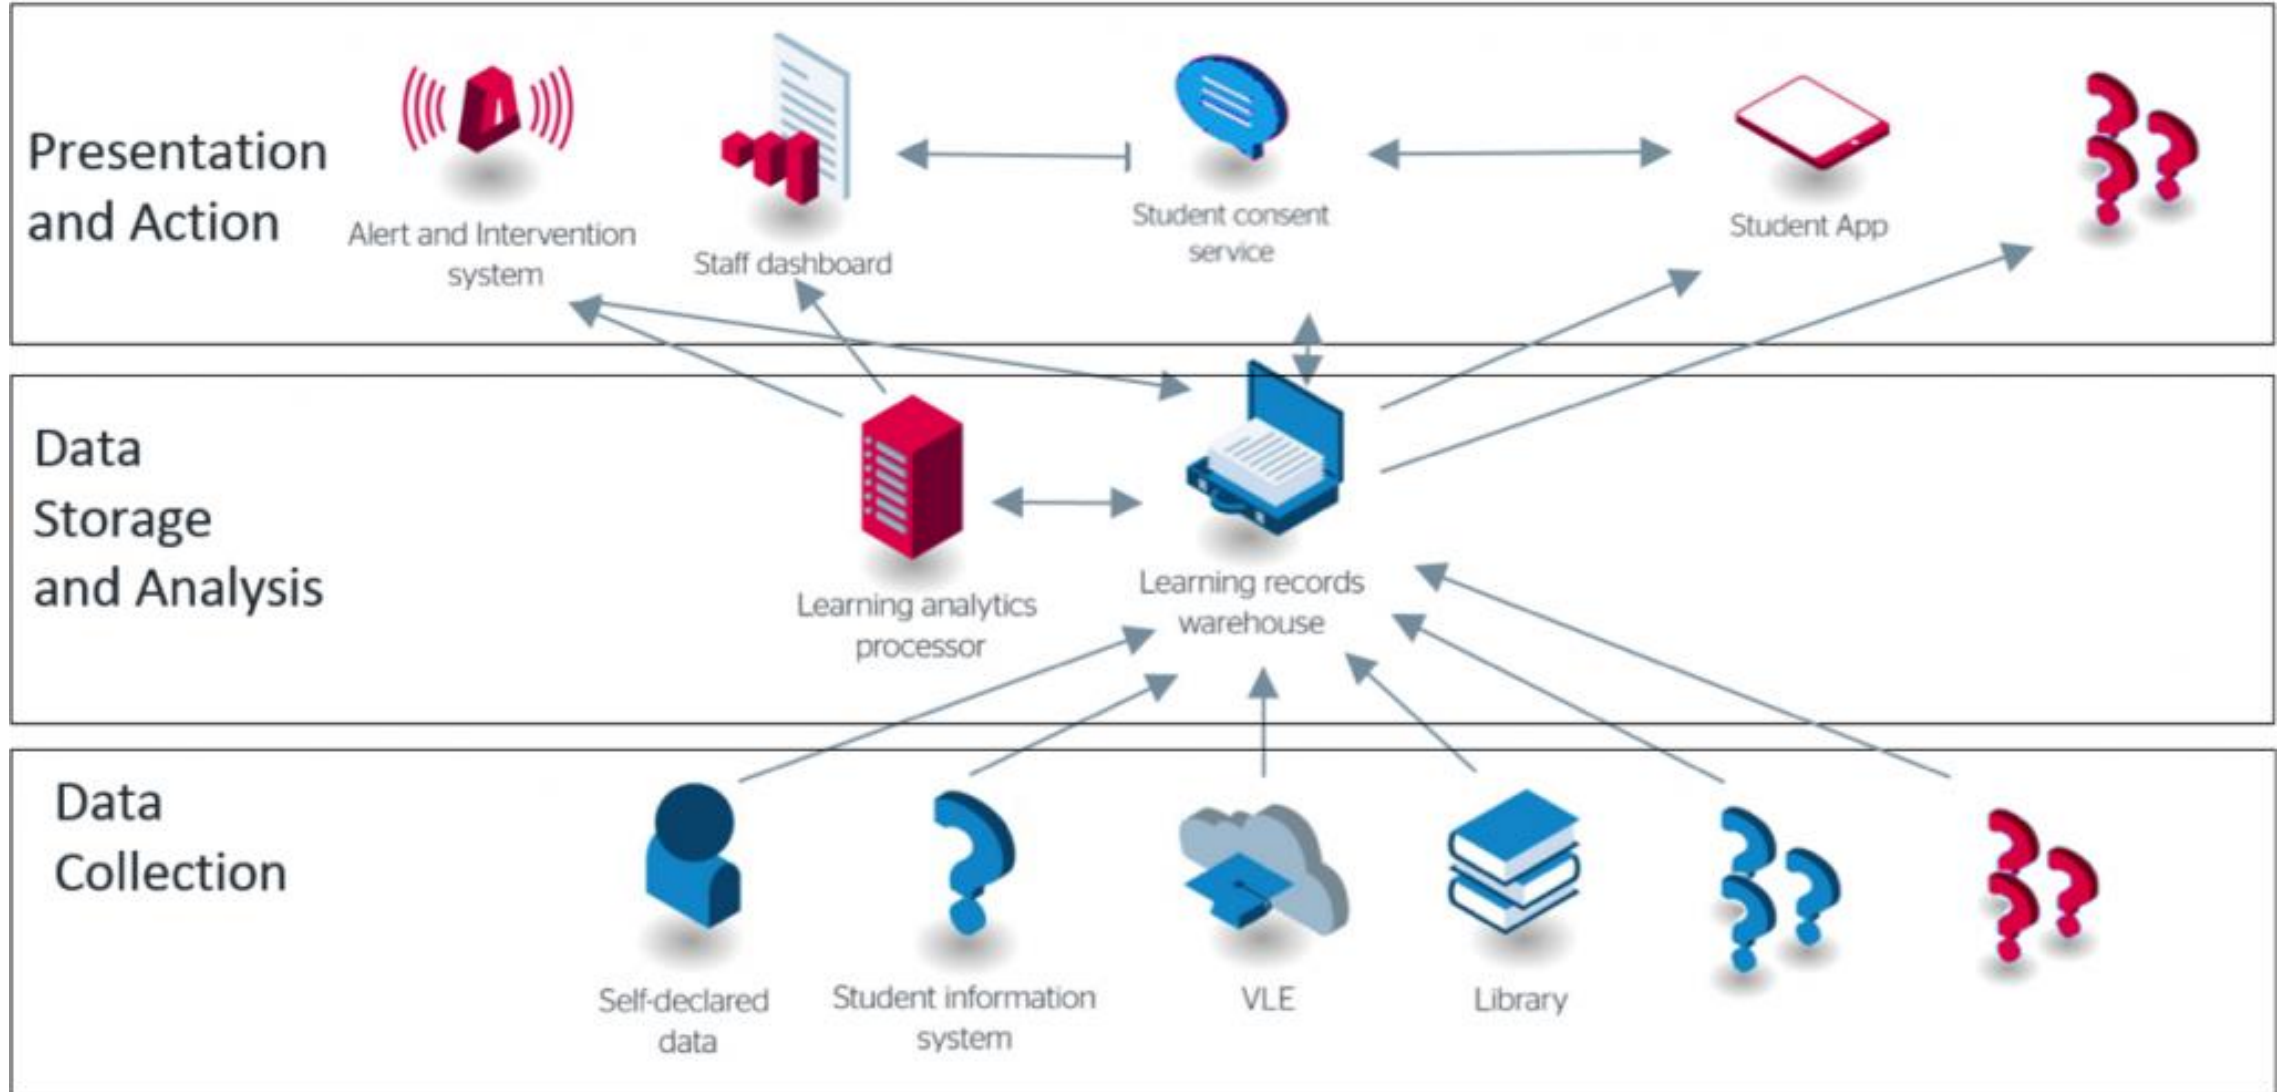 Presentation
and Action
Alert and Intervention
system
Staff dashboard
Student consent
service
Student App
Data
Storage
and Analysis
Learning analytics
processor
Learning records
warehouse
Data
Collection
Self-declared
data
Student information
system
VLE
Library